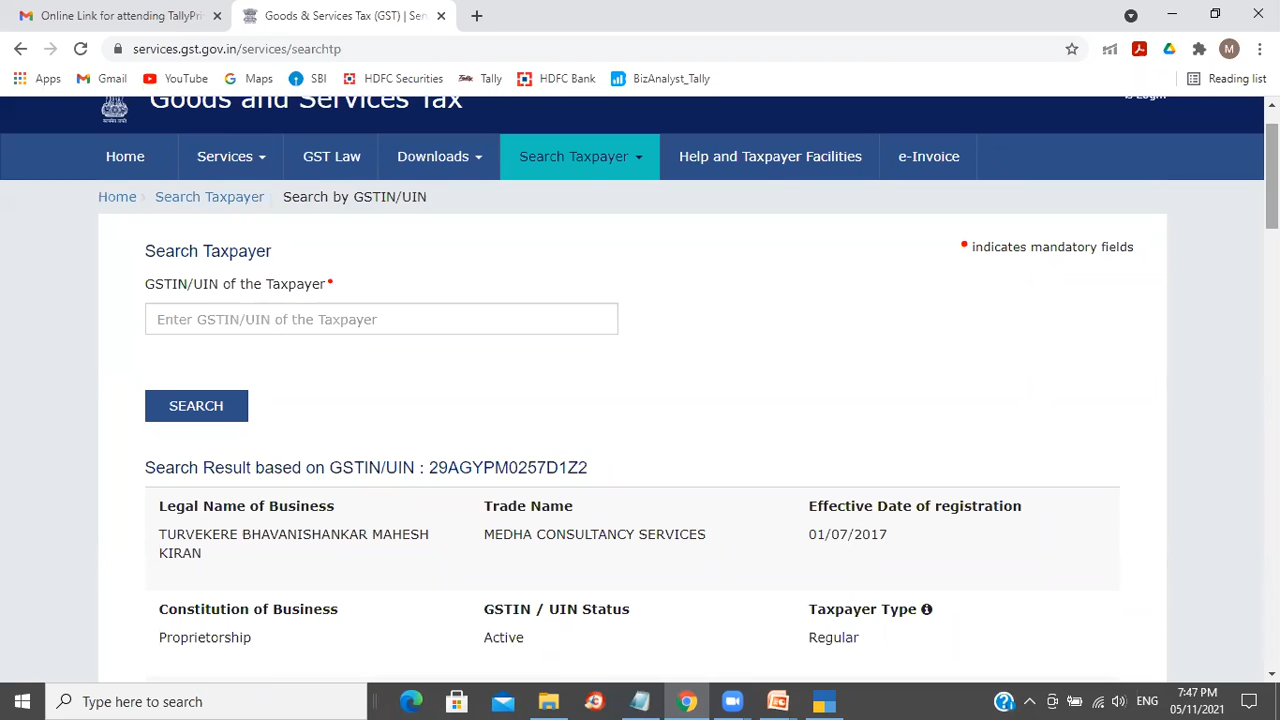 Online Link for attending TallyPri
Goods & Services Tax (GST) | Ser
services.gst.gov.in/services/searchtp
M
Apps Gmail YouTube Maps SBI HDFC Securities Tally HDFC Bank BizAnalyst_Tally Reading list
Goods and Services Tax
Login
Home Services GST Law Downloads Search Taxpayer Help and Taxpayer Facilities e-Invoice
Home Search Taxpayer Search by GSTIN/UIN
Search Taxpayer
• indicates mandatory fields
GSTIN/UIN of the Taxpayer•
Enter GSTIN/UIN of the Taxpayer
SEARCH
Search Result based on GSTIN/UIN : 29AGYPM0257D1Z2
Legal Name of Business Trade Name Effective Date of registration
TURVEKERE BHAVANISHANKAR MAHESH MEDHA CONSULTANCY SERVICES 01/07/2017
KIRAN
Constitution of Business GSTIN / UIN Status Taxpayer Type
Proprietorship Active Regular
Type here to search
ENG
7:47 PM
05/11/2021